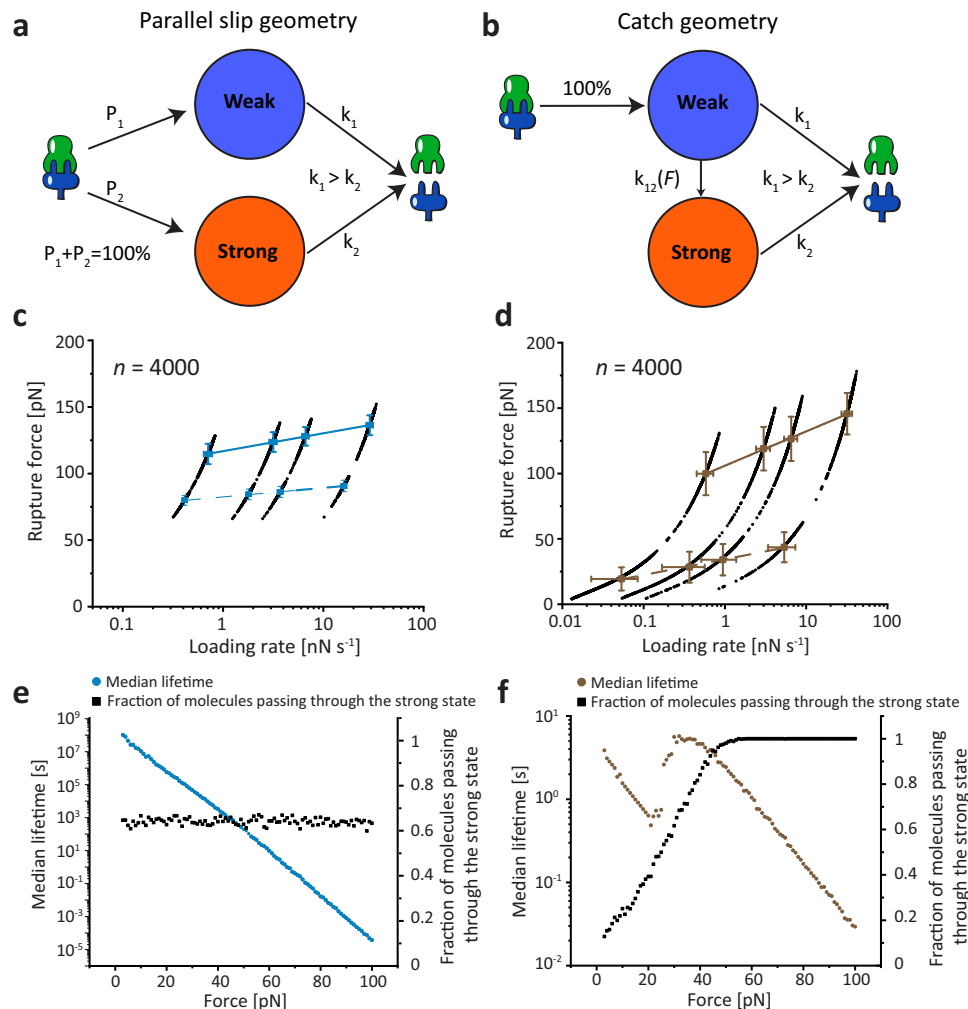 a
Parallel slip geometry
P1
Weak
k1
k1 > k2
P2
Strong
k2
P1+P2=100%
b
Catch geometry
100%
Weak
k1
k12(F)
k1 > k2
Strong
k2
c
n = 4000
Rupture force [pN]
200
150
100
50
0
0.1
1
10
100
Loading rate [nN s-1]
d
n = 4000
Rupture force [pN]
200
150
100
50
0
0.01
0.1
1
10
100
Loading rate [nN s-1]
e
Median lifetime
Fraction of molecules passing through the strong state
Median lifetime [s]
10^9
10^7
10^5
10^3
10^1
10^-1
10^-3
10^-5
0
20
40
60
80
100
Force [pN]
1
0.8
0.6
0.4
0.2
0
Fraction of molecules passing
through the strong state
f
Median lifetime
Fraction of molecules passing through the strong state
Median lifetime [s]
10^1
10^0
10^-1
10^-2
0
20
40
60
80
100
Force [pN]
1
0.8
0.6
0.4
0.2
0
Fraction of molecules passing
through the strong state